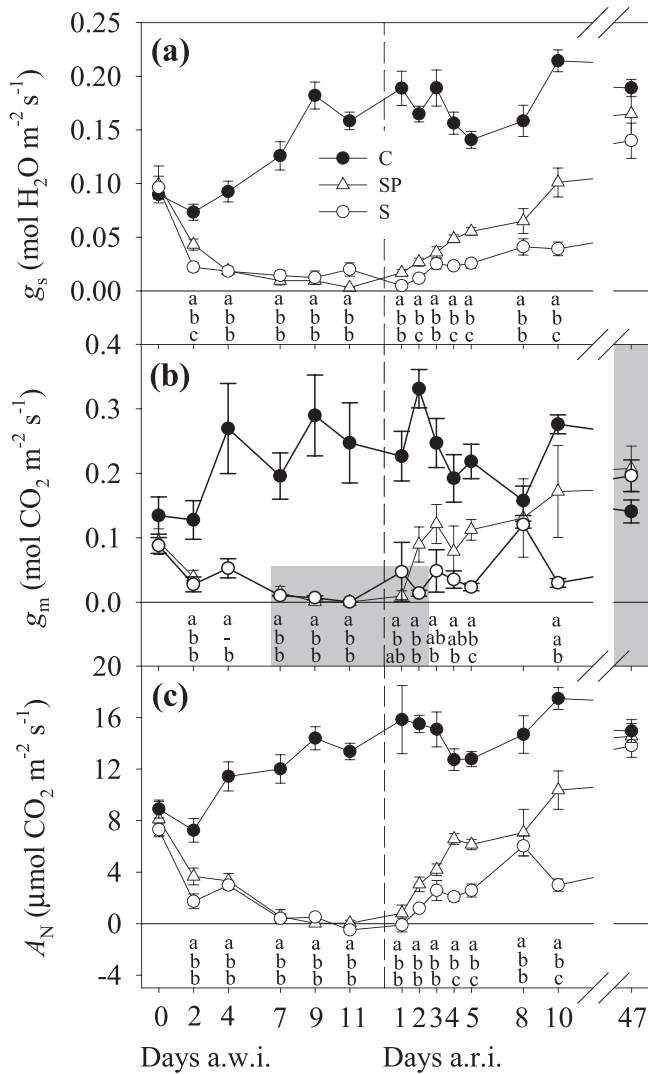 0.25
(a)
0.20
0.15
C
SP
S
0.10
0.05
0.00
gs (mol H2O m−2 s−1)
a a a a a a a a a a a
b b b b b b b b b b b
c b b b b c b c c b c
0.4
(b)
0.3
0.2
0.1
0.0
gm (mol CO2 m−2 s−1)
a a a a a a a a a a a
b - b b b b b ab ab b a
b b b b b ab b b b c b
20
(c)
16
12
8
4
0
-4
AN (µmol CO2 m−2 s−1)
a a a a a a a a a a a a
b b b b b b b b b b b b
b b b b b b b b c c b c
0 2 4 7 9 11 1 2 3 4 5 8 10 47
Days a.w.i. Days a.r.i.